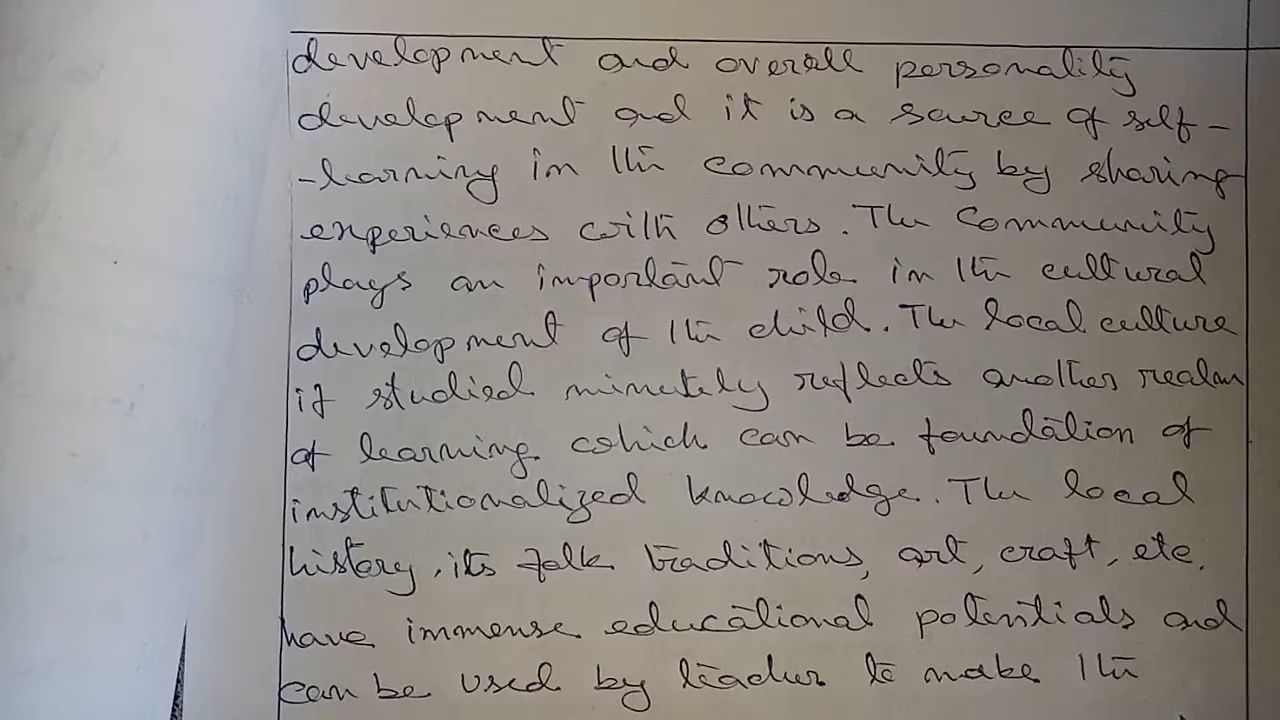 development and overall personality
development and it is a source of self-
-learning in the community by sharing
experiences with others. The Community
plays an important role in the cultural
development of the child. The local culture
if studied minutely reflects another realm
of learning which can be foundation of
institutionalized knowledge. The local
history, its folk traditions, art, craft, etc.
have immense educational potentials and
can be used by teacher to make the